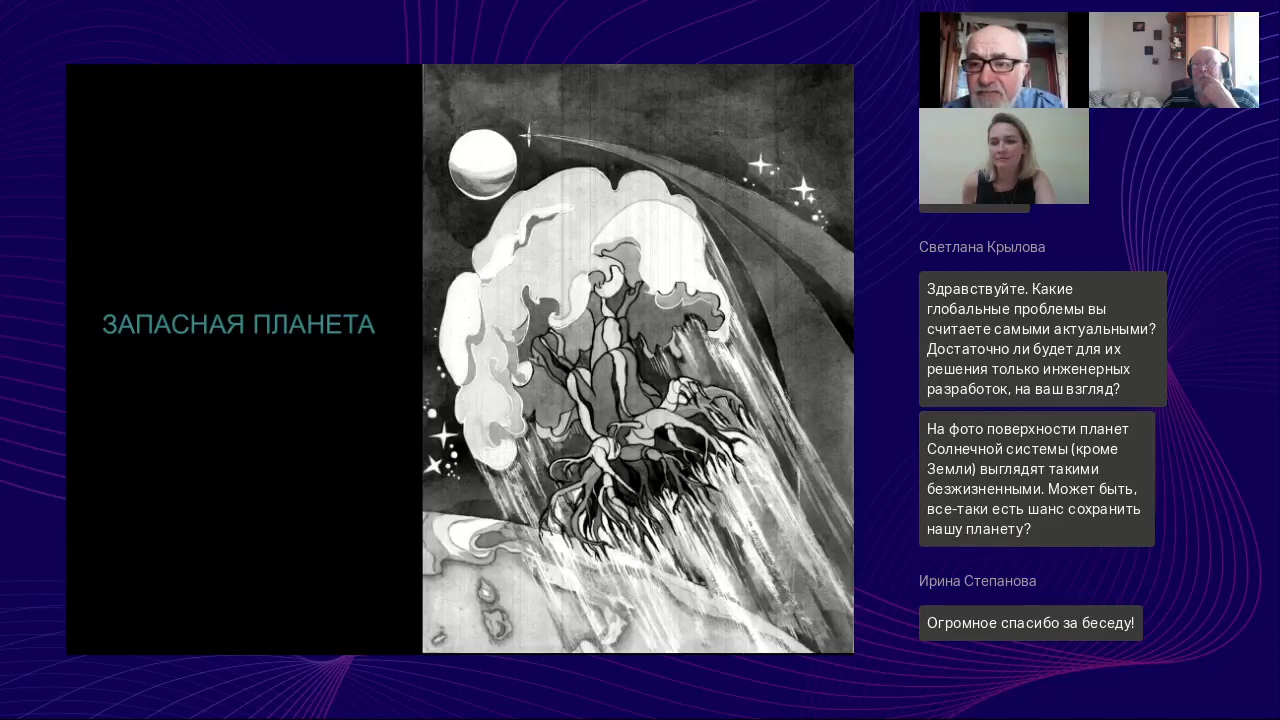 ЗАПАСНАЯ ПЛАНЕТА
Светлана Крылова
Здравствуйте. Какие
глобальные проблемы вы
считаете самыми актуальными?
Достаточно ли будет для их
решения только инженерных
разработок, на ваш взгляд?
На фото поверхности планет
Солнечной системы (кроме
Земли) выглядят такими
безжизненными. Может быть,
все-таки есть шанс сохранить
нашу планету?
Ирина Степанова
Огромное спасибо за беседу!